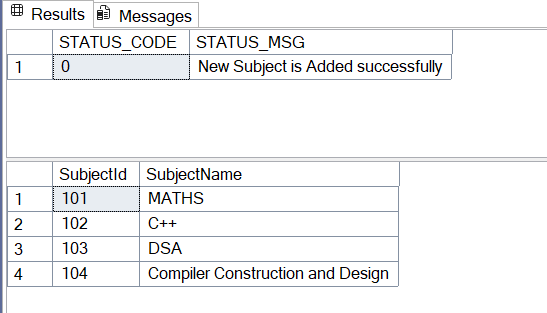 Results Messages
STATUS_CODE STATUS_MSG
1 0 New Subject is Added successfully
SubjectId SubjectName
1 101 MATHS
2 102 C++
3 103 DSA
4 104 Compiler Construction and Design